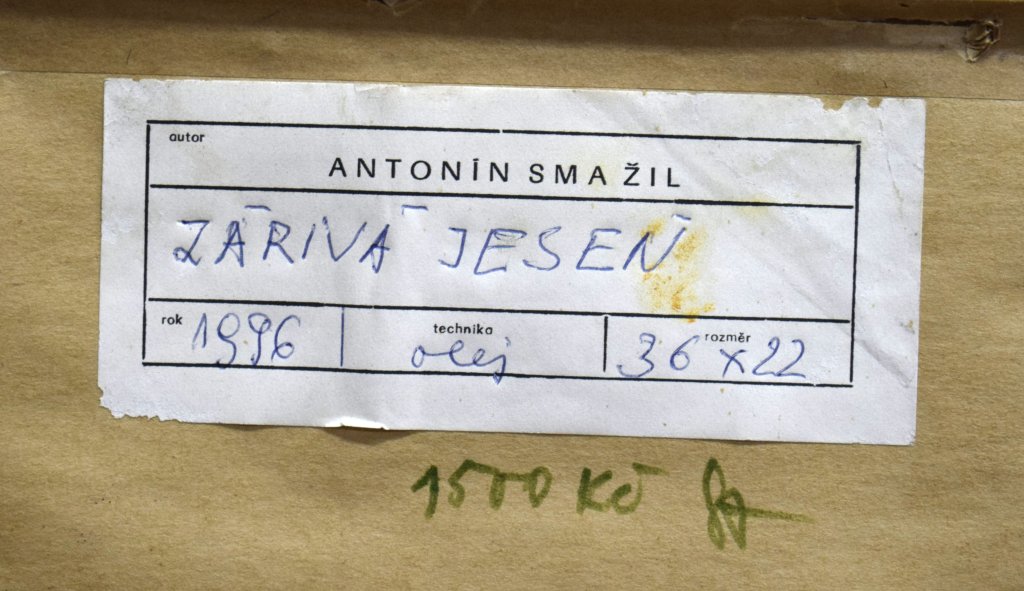 autor
ANTONÍN SMAŽIL
ZÁŘIVÁ JESEŇ
rok 1996 technika olej rozměr 36 x 22
1500 Kč